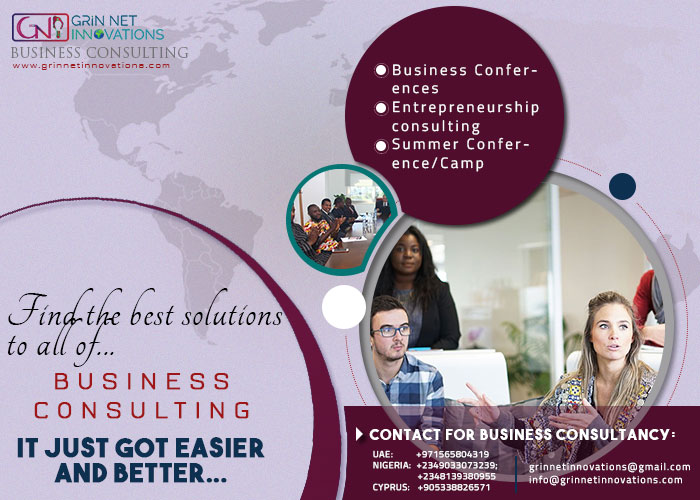 GNI GRIN NET
INNOVATIONS
BUSINESS CONSULTING
www.grinnetinnovations.com
Business Confer-
ences
Entrepreneurship
consulting
Summer Confer-
ence/Camp
Find the best solutions
to all of...
BUSINESS
CONSULTING
IT JUST GOT EASIER
AND BETTER...
CONTACT FOR BUSINESS CONSULTANCY:
UAE: +971565804319
NIGERIA: +2349033073239;
+2348139380955
CYPRUS: +905338826571
grinnetinnovations@gmail.com
info@grinnetinnovations.com